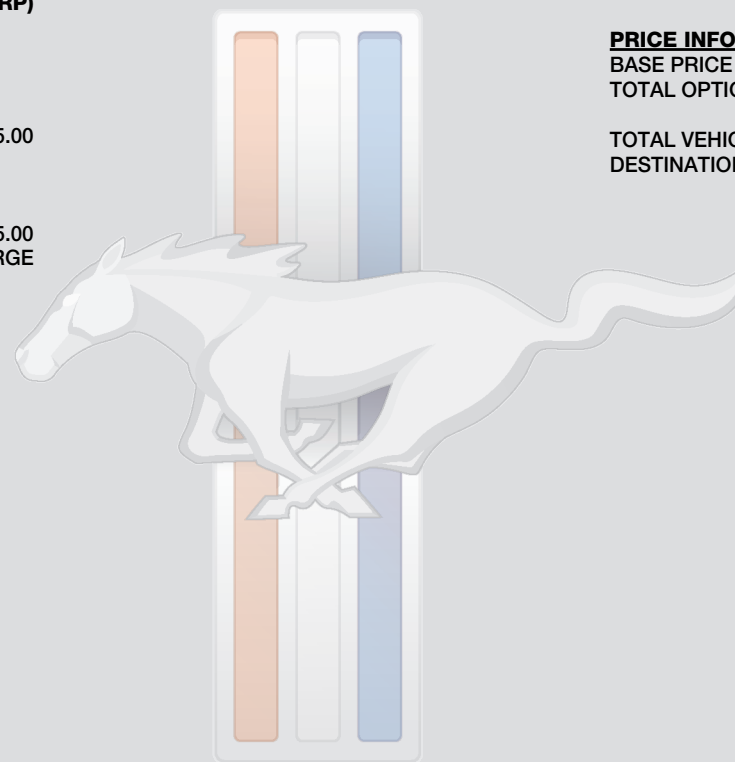 RP)
5.00
5.00
RGE
PRICE INFO
BASE PRICE
TOTAL OPTIO
TOTAL VEHIC
DESTINATION